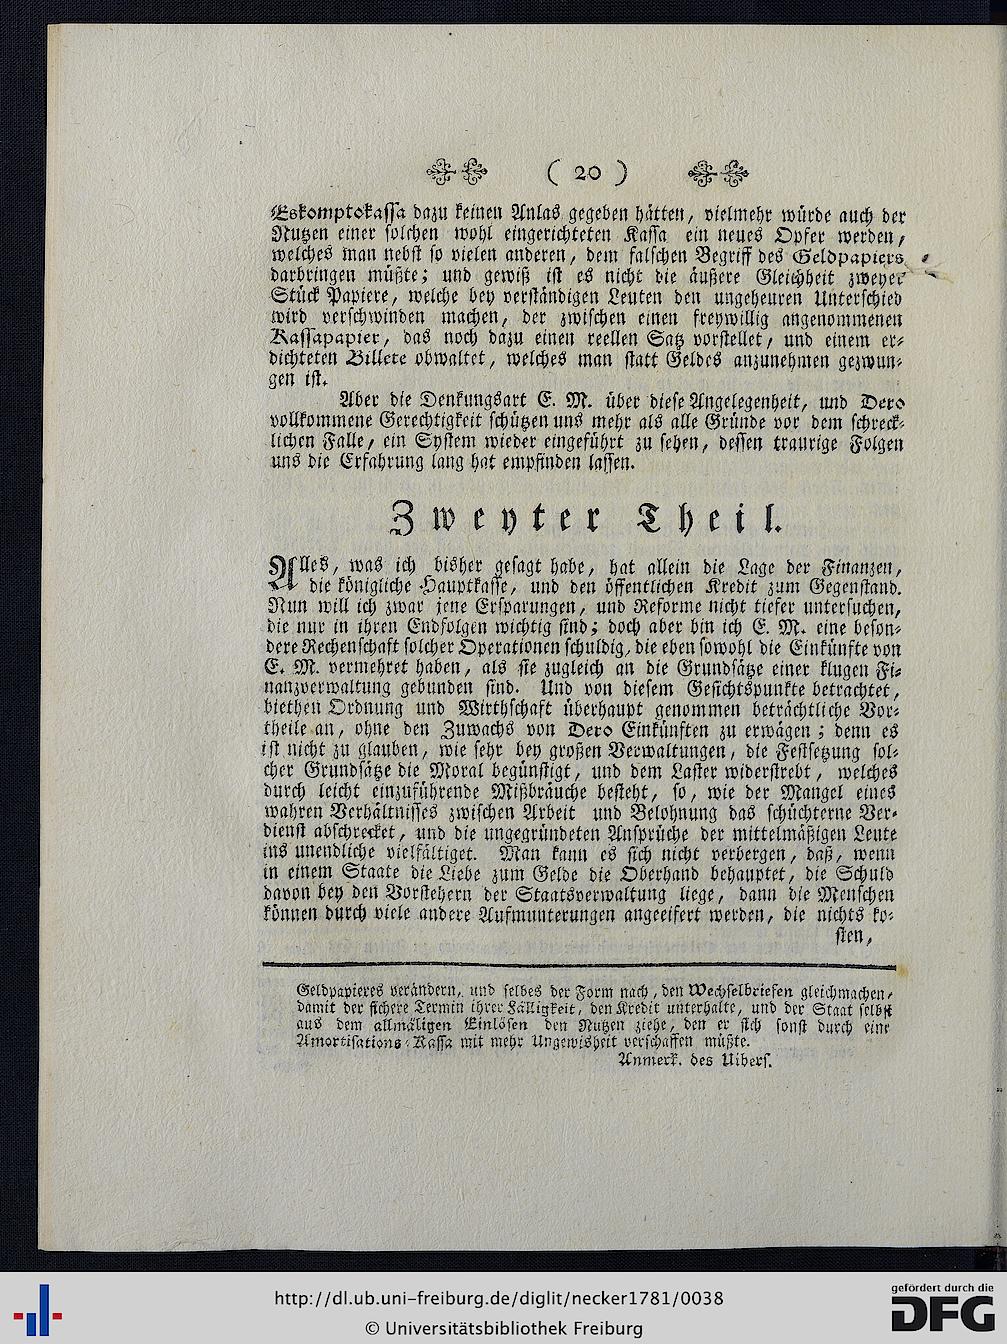 ( 20 )
Eskomptokassa dazu keinen Anlas gegeben hätten, vielmehr würde auch der
Nutzen einer solchen wohl eingerichteten Kassa ein neues Opfer werden,
welches man nebst so vielen anderen, dem falschen Begriff des Geldpapiers
darbringen müßte; und gewiß ist es nicht die äußere Gleichheit zweyer
Stück Papiere, welche bey verständigen Leuten den ungeheuren Unterschied
wird verschwinden machen, der zwischen einen freywillig angenommenen
Kassapapier, das noch dazu einen reellen Satz vorstellet, und einem er-
dichteten Billete obwaltet, welches man statt Geldes anzunehmen gezwun-
gen ist.
Aber die Denkungsart E. M. über diese Angelegenheit, und Dero
vollkommene Gerechtigkeit schützen uns mehr als alle Gründe vor dem schreck-
lichen Falle, ein System wieder eingeführt zu sehen, dessen traurige Folgen
uns die Erfahrung lang hat empfinden lassen.
Zweyter Theil.
Alles, was ich bisher gesagt habe, hat allein die Lage der Finanzen,
die königliche Hauptkasse, und den öffentlichen Kredit zum Gegenstand.
Nun will ich zwar jene Ersparungen, und Reforme nicht tiefer untersuchen,
die nur in ihren Endfolgen wichtig sind; doch aber bin ich E. M. eine beson-
dere Rechenschaft solcher Operationen schuldig, die eben sowohl die Einkünfte von
E. M. vermehret haben, als sie zugleich an die Grundsätze einer klugen Fi-
nanzverwaltung gebunden sind. Und von diesem Gesichtspunkte betrachtet,
biethen Ordnung und Wirthschaft überhaupt genommen beträchtliche Vor-
theile an, ohne den Zuwachs von Dero Einkünften zu erwägen; denn es
ist nicht zu glauben, wie sehr bey großen Verwaltungen, die Festsetzung sol-
cher Grundsätze die Moral begünstigt, und dem Laster widerstrebt, welches
durch leicht einzuführende Mißbräuche besteht, so, wie der Mangel eines
wahren Verhältnisses zwischen Arbeit und Belohnung das schüchterne Ver-
dienst abschrecket, und die ungegründeten Ansprüche der mittelmäßigen Leute
ins unendliche vielfältiget. Man kann es sich nicht verbergen, daß, wenn
in einem Staate die Liebe zum Gelde die Oberhand behauptet, die Schuld
davon bey den Vorstehern der Staatsverwaltung liege, dann die Menschen
können durch viele andere Aufmunterungen angeeifert werden, die nichts ko-
sten,
Geldpapieres verändern, und selbes der Form nach, den Wechselbriefen gleichmachen,
damit der sichere Termin ihrer Fälligkeit, den Kredit unterhalte, und der Staat selbst
aus dem allmäligen Einlösen den Nutzen ziehe, den er sich sonst durch eine
Amortisations-Kassa mit mehr Ungewisheit verschaffen müßte.
Anmerk. des Uibers.
http://dl.ub.uni-freiburg.de/diglit/necker1781/0038
© Universitätsbibliothek Freiburg
gefördert durch die
DFG